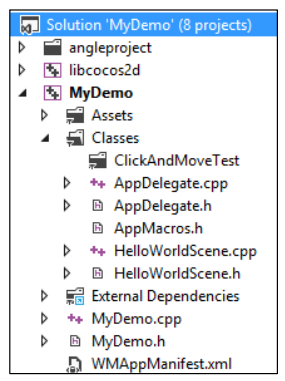 Solution 'MyDemo' (8 projects)
angleproject
libcocos2d
MyDemo
Assets
Classes
ClickAndMoveTest
AppDelegate.cpp
AppDelegate.h
AppMacros.h
HelloWorldScene.cpp
HelloWorldScene.h
External Dependencies
MyDemo.cpp
MyDemo.h
WMAppManifest.xml